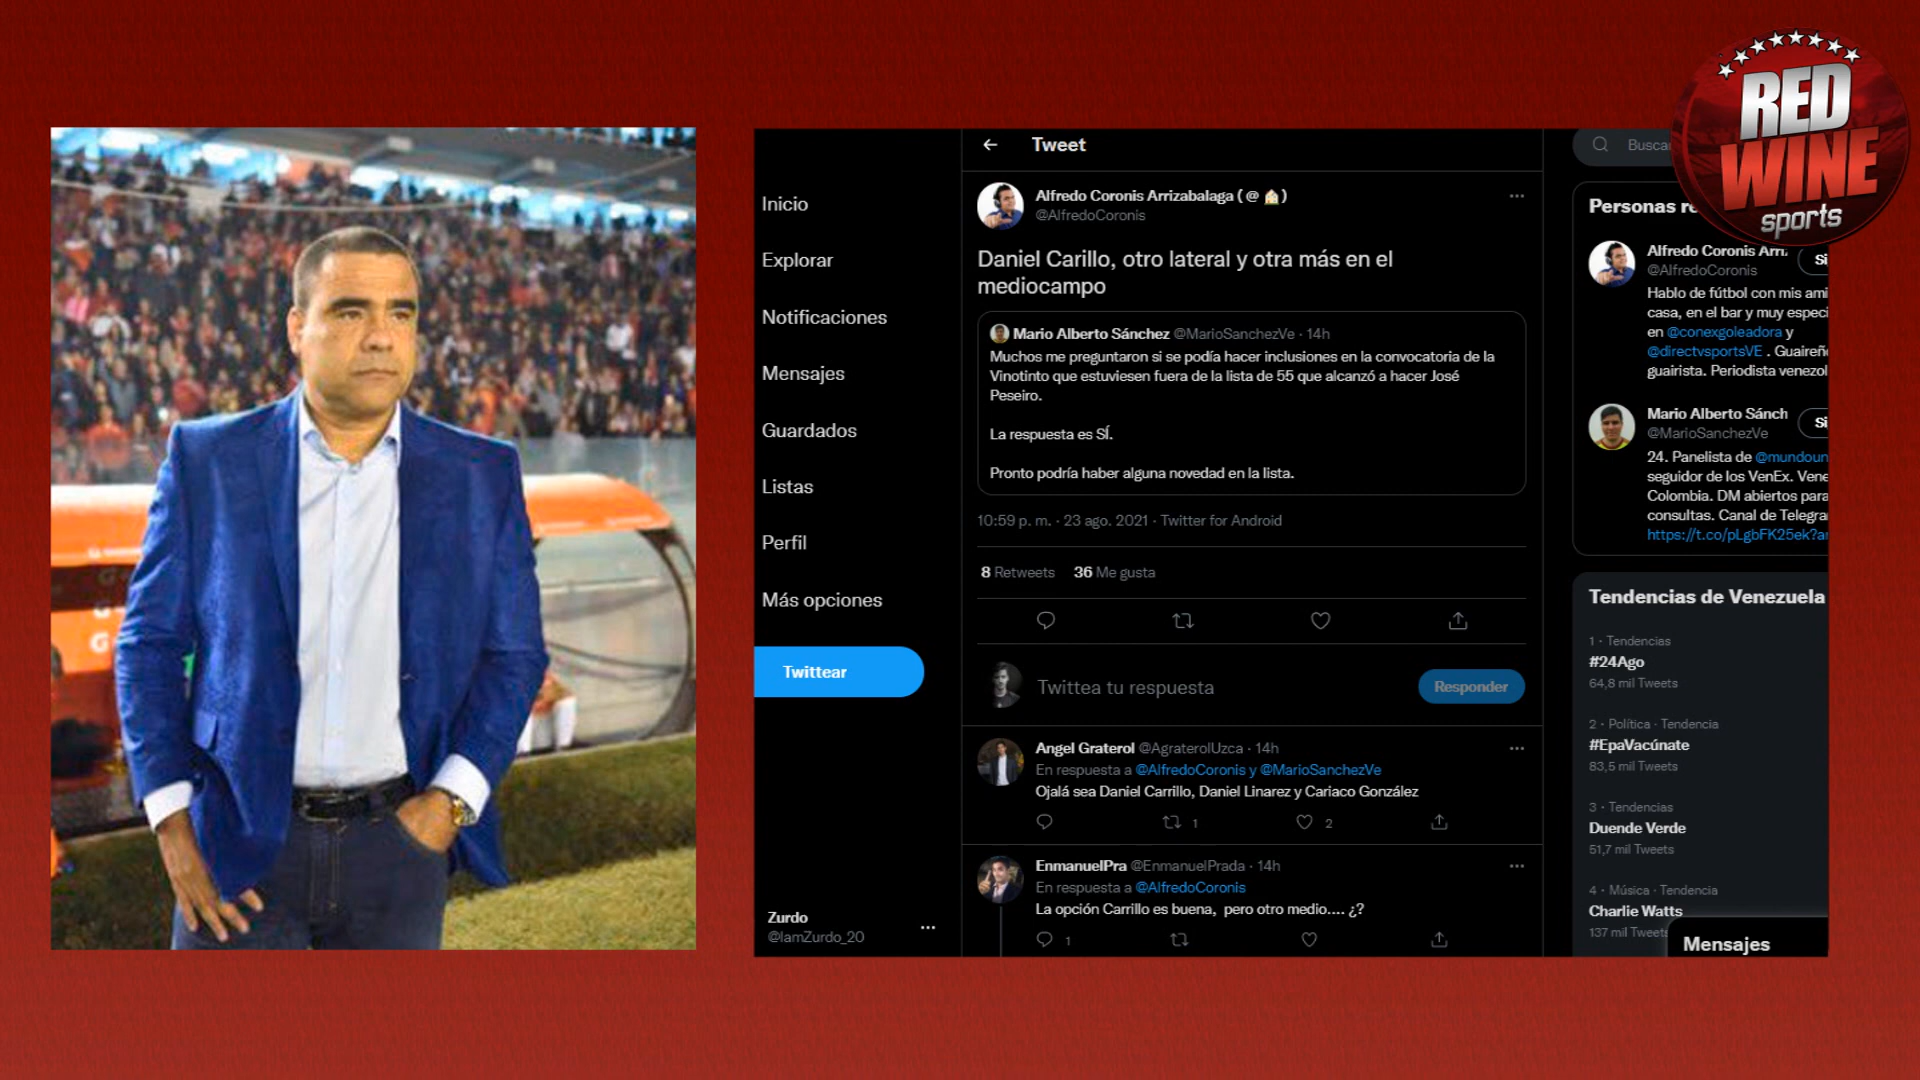 RED
WINE
sports
Inicio
Explorar
Notificaciones
Mensajes
Guardados
Listas
Perfil
Más opciones
Twittear
Zurdo
@IamZurdo_20
Tweet
Alfredo Coronis Arrizabalaga ( @ 🏠 )
@AlfredoCoronis
Daniel Carillo, otro lateral y otra más en el
mediocampo
Mario Alberto Sánchez @MarioSanchezVe · 14h
Muchos me preguntaron si se podía hacer inclusiones en la convocatoria de la
Vinotinto que estuviesen fuera de la lista de 55 que alcanzó a hacer José
Peseiro.
La respuesta es SÍ.
Pronto podría haber alguna novedad en la lista.
10:59 p. m. · 23 ago. 2021 · Twitter for Android
8 Retweets 36 Me gusta
Twittea tu respuesta
Responder
Angel Graterol @AgraterolUzca · 14h
En respuesta a @AlfredoCoronis y @MarioSanchezVe
Ojalá sea Daniel Carrillo, Daniel Linarez y Cariaco González
1 2
EnmanuelPra @EnmanuelPrada · 14h
En respuesta a @AlfredoCoronis
La opción Carrillo es buena, pero otro medio.... ¿?
1
Busca
Personas re
Alfredo Coronis Arri
@AlfredoCoronis
Si
Hablo de fútbol con mis ami
casa, en el bar y muy especi
en @conexgoleadora y
@directvsportsVE . Guaireño
guairista. Periodista venezol
Mario Alberto Sánch
@MarioSanchezVe
Si
24. Panelista de @mundoun
seguidor de los VenEx. Vene
Colombia. DM abiertos para
consultas. Canal de Telegra
https://t.co/pLgbFK25ek?a
Tendencias de Venezuela
1 · Tendencias
#24Ago
64,8 mil Tweets
2 · Política · Tendencia
#EpaVacúnate
83,5 mil Tweets
3 · Tendencias
Duende Verde
51,7 mil Tweets
4 · Música · Tendencia
Charlie Watts
137 mil Tweets
Mensajes